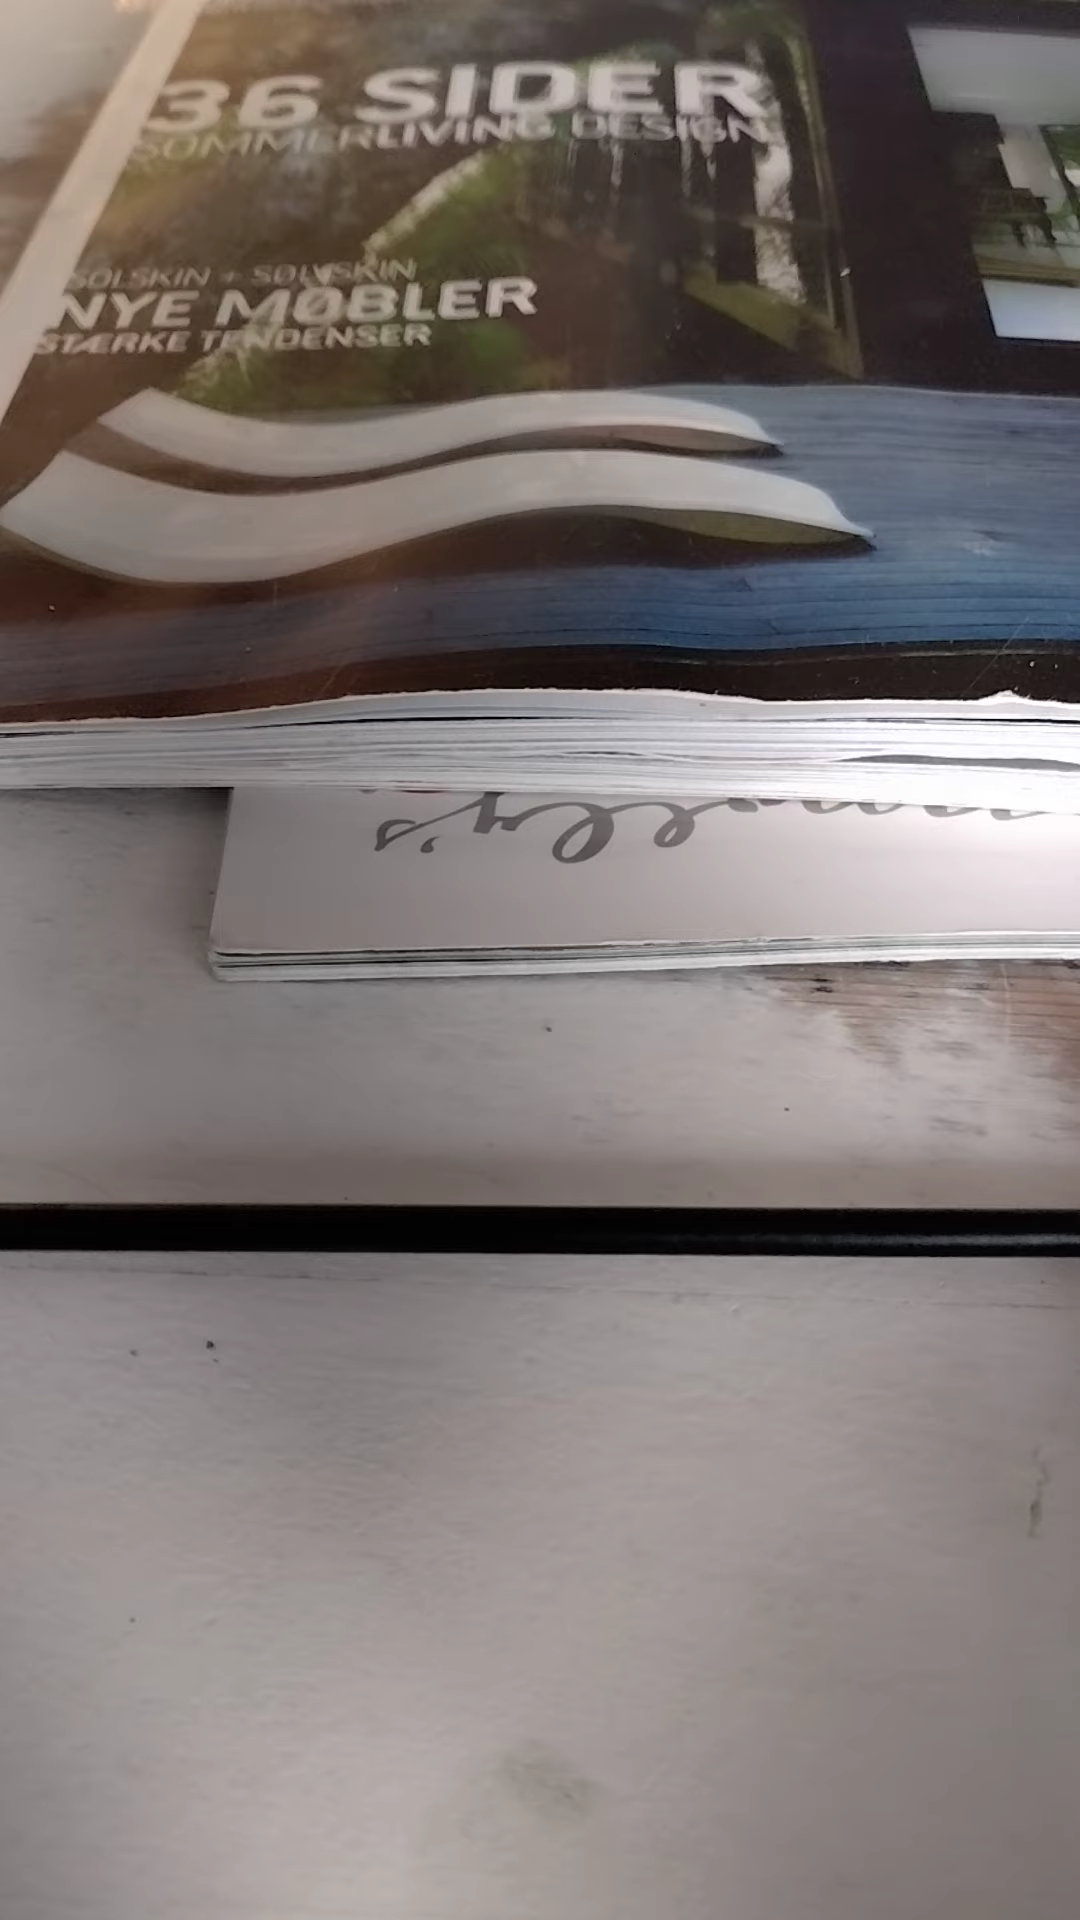 36 SIDER
SOMMERLIVING DESIGN
SOLSKIN + SØLVSKIN
NYE MØBLER
STÆRKE TENDENSER